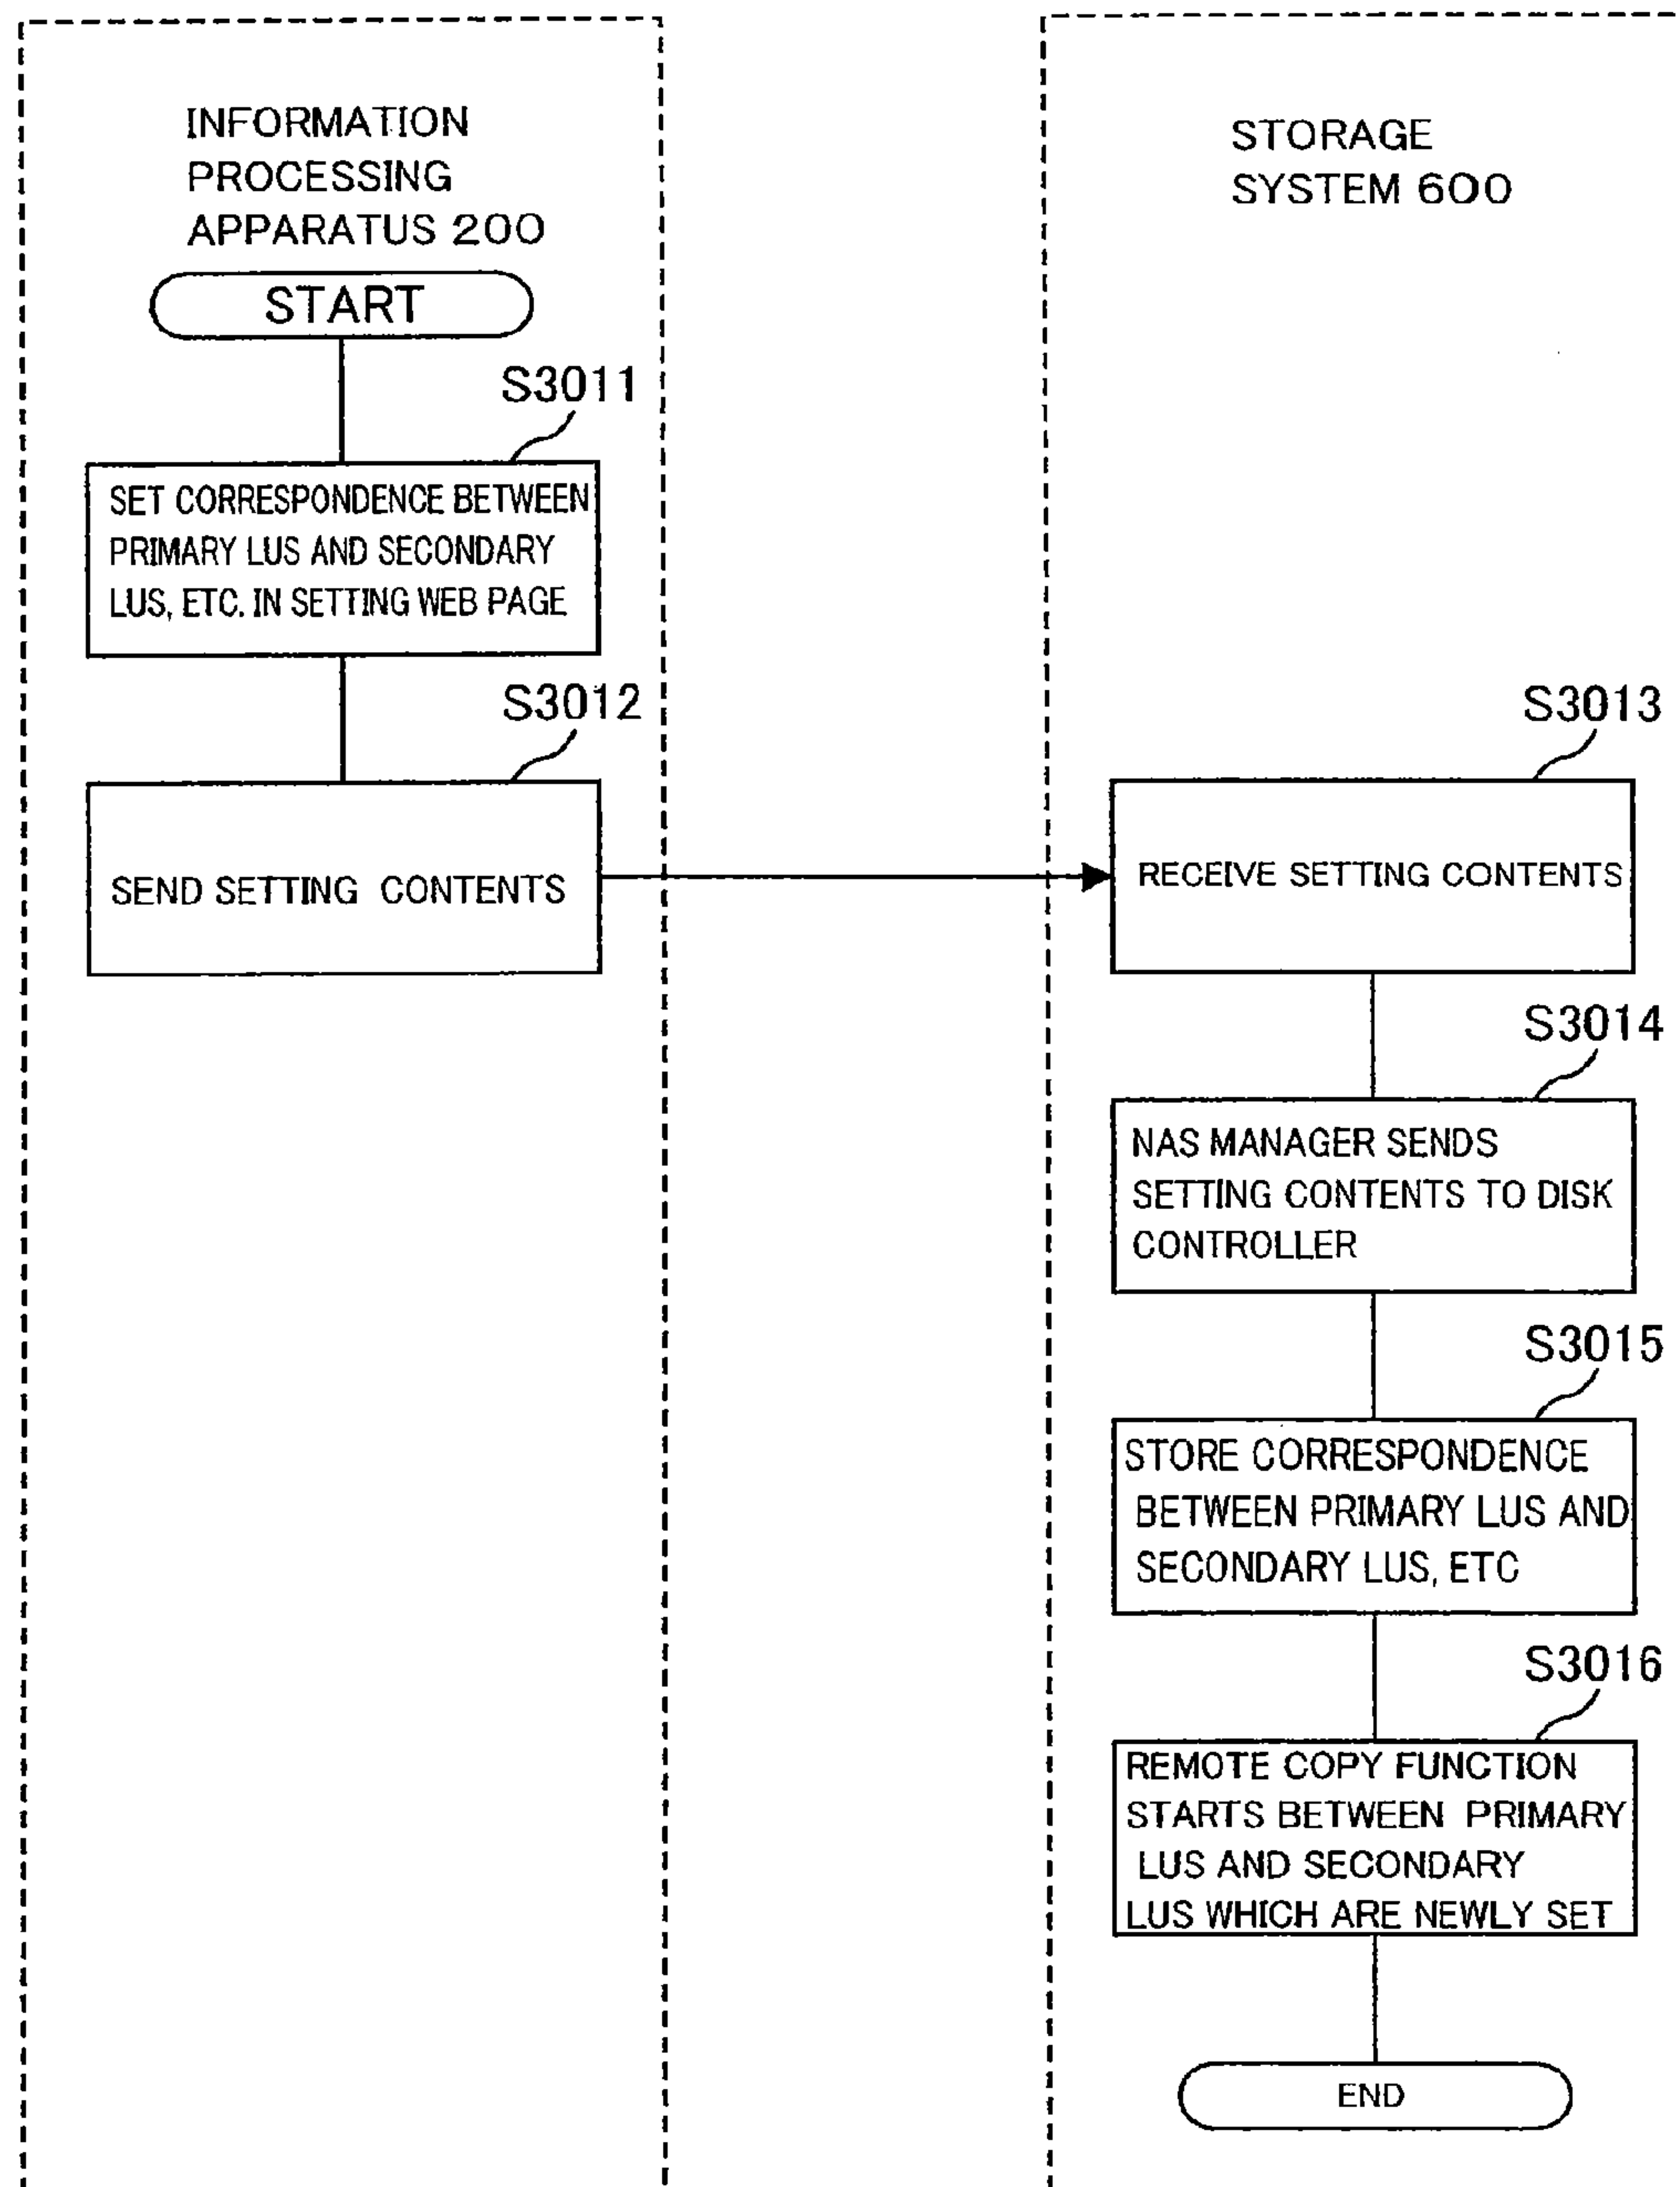 INFORMATION
PROCESSING
APPARATUS 200
START
S3011
SET CORRESPONDENCE BETWEEN
PRIMARY LUS AND SECONDARY
LUS, ETC. IN SETTING WEB PAGE
S3012
SEND SETTING CONTENTS
STORAGE
SYSTEM 600
S3013
RECEIVE SETTING CONTENTS
S3014
NAS MANAGER SENDS
SETTING CONTENTS TO DISK
CONTROLLER
S3015
STORE CORRESPONDENCE
BETWEEN PRIMARY LUS AND
SECONDARY LUS, ETC
S3016
REMOTE COPY FUNCTION
STARTS BETWEEN PRIMARY
LUS AND SECONDARY
LUS WHICH ARE NEWLY SET
END